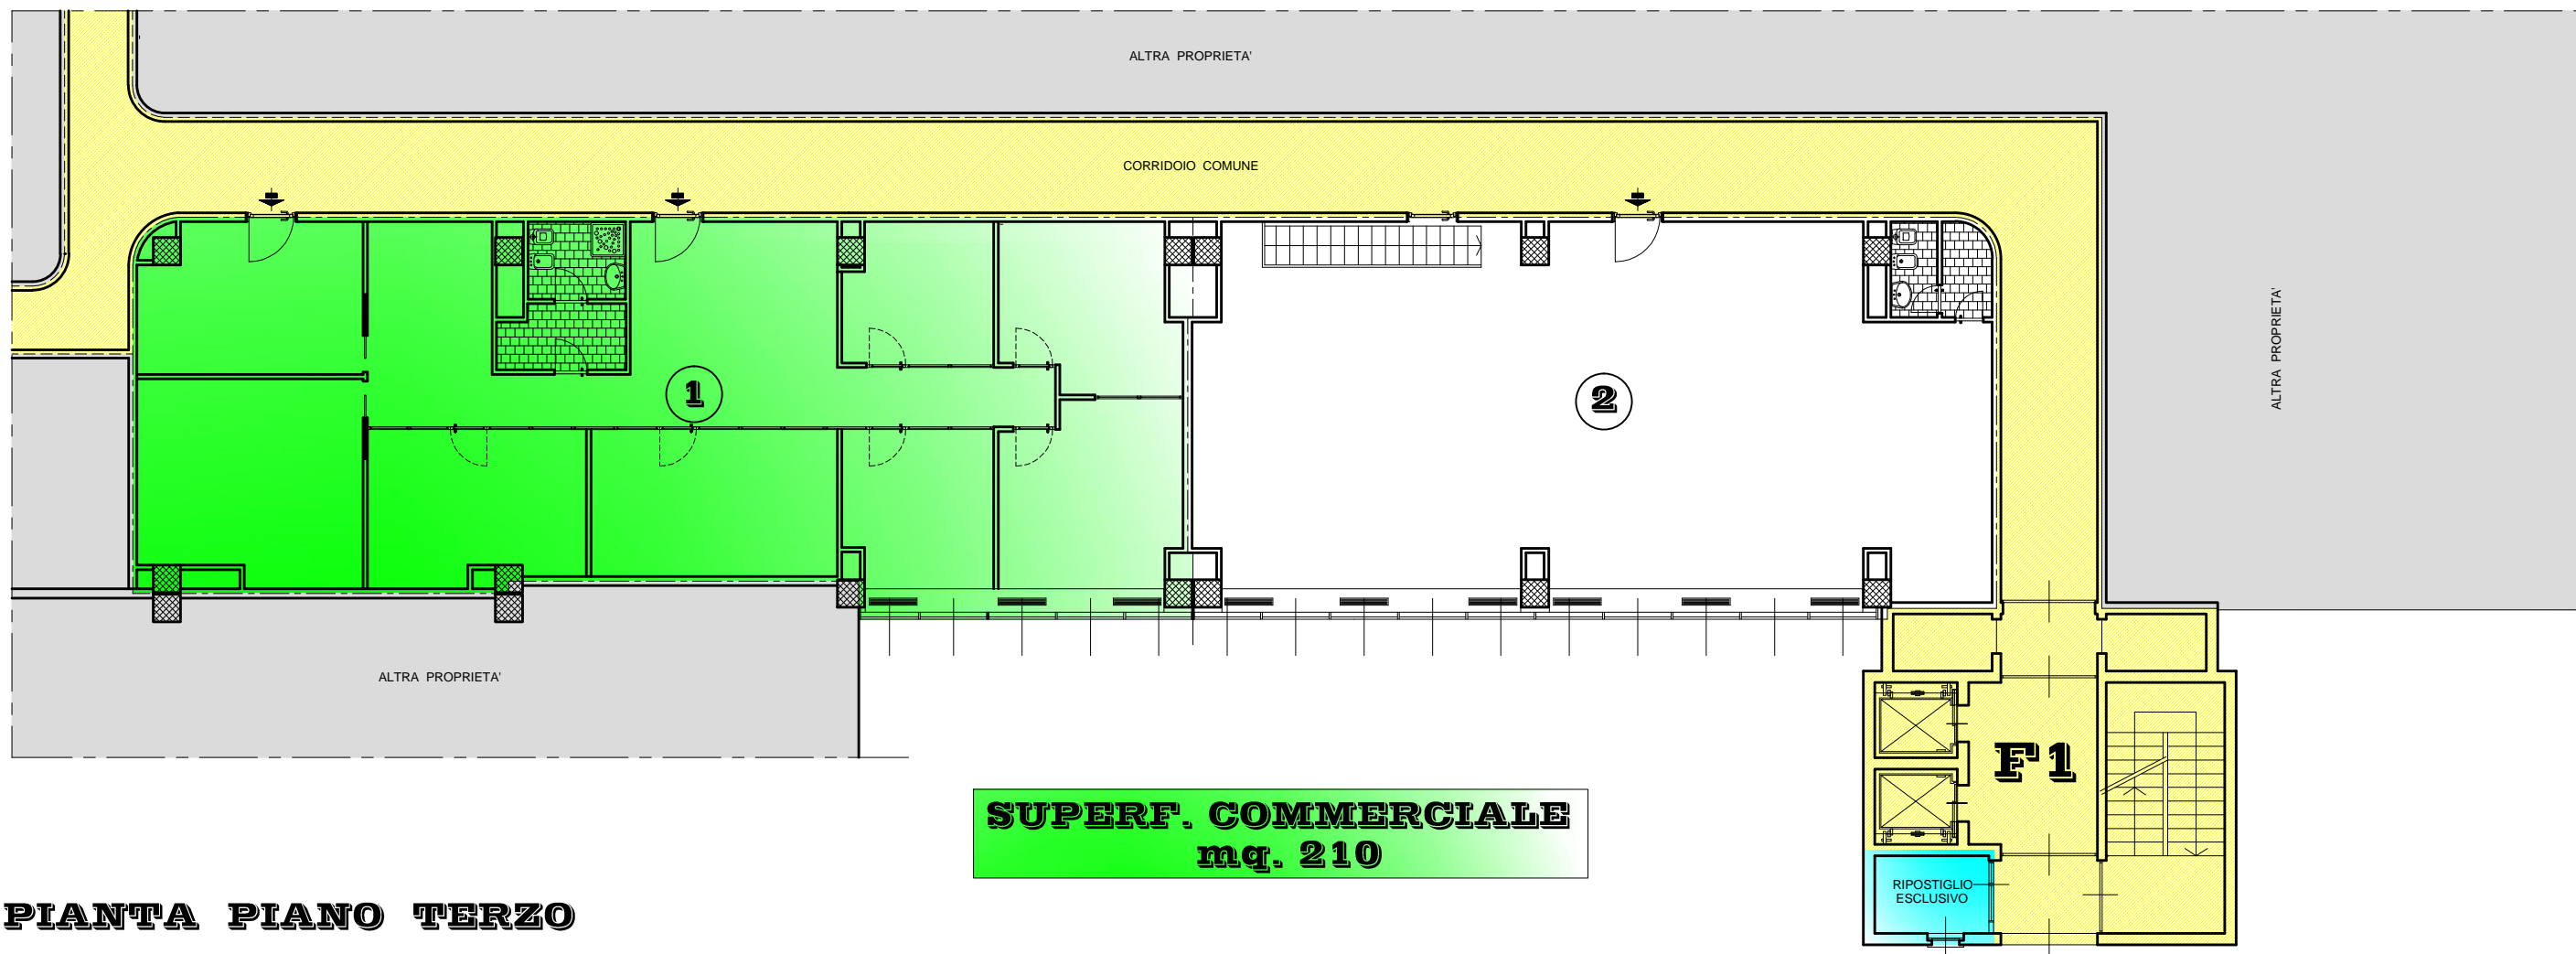 ALTRA PROPRIETA'
CORRIDOIO COMUNE
ALTRA PROPRIETA'
1
2
ALTRA PROPRIETA'
F1
SUPERF. COMMERCIALE
mq. 210
RIPOSTIGLIO
ESCLUSIVO
PIANTA PIANO TERZO